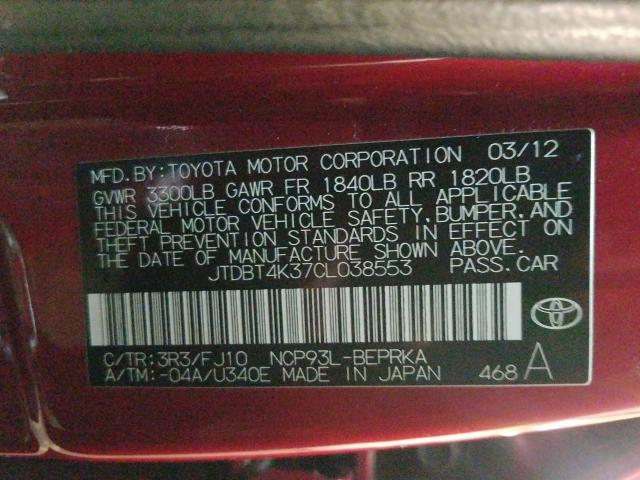 MFD.BY:TOYOTA MOTOR CORPORATION 03/12
GVWR 3300LB GAWR FR 1840LB RR 1820LB
THIS VEHICLE CONFORMS TO ALL APPLICABLE
FEDERAL MOTOR VEHICLE SAFETY,BUMPER,AND
THEFT PREVENTION STANDARDS IN EFFECT ON
THE DATE OF MANUFACTURE SHOWN ABOVE.
JTDBT4K37CL038553 PASS.CAR
C/TR:3R3/FJ10 NCP93L-BEPRKA
A/TM:-04A/U340E MADE IN JAPAN 468 A